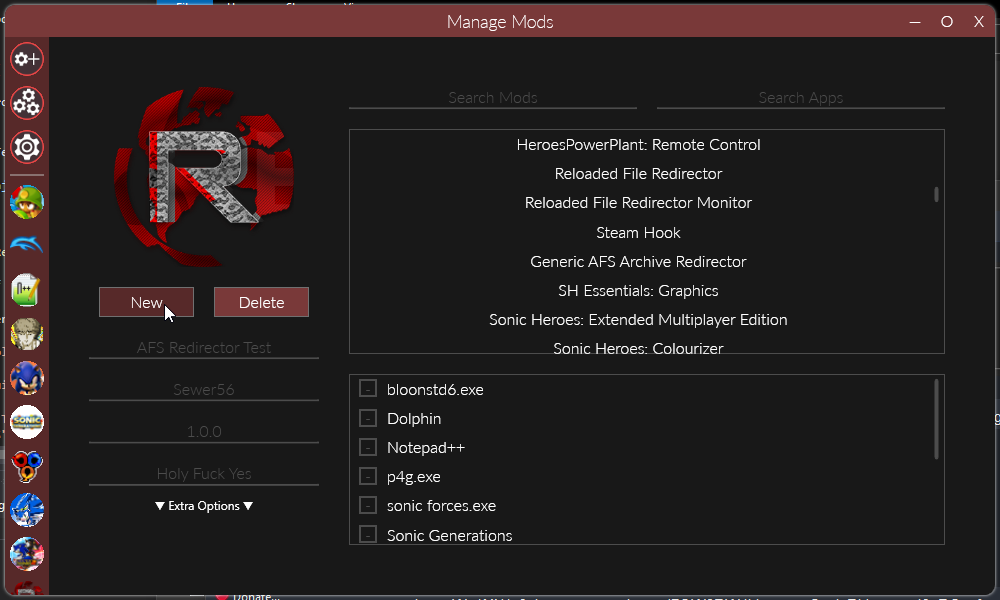 Manage Mods
Search Mods
Search Apps
HeroesPowerPlant: Remote Control
Reloaded File Redirector
Reloaded File Redirector Monitor
Steam Hook
Generic AFS Archive Redirector
SH Essentials: Graphics
Sonic Heroes: Extended Multiplayer Edition
Sonic Heroes: Colourizer
R
New
Delete
AFS Redirector Test
Sewer56
1.0.0
Holy Fuck Yes
▼ Extra Options ▼
- bloonstd6.exe
- Dolphin
- Notepad++
- p4g.exe
- sonic forces.exe
- Sonic Generations
Donate...